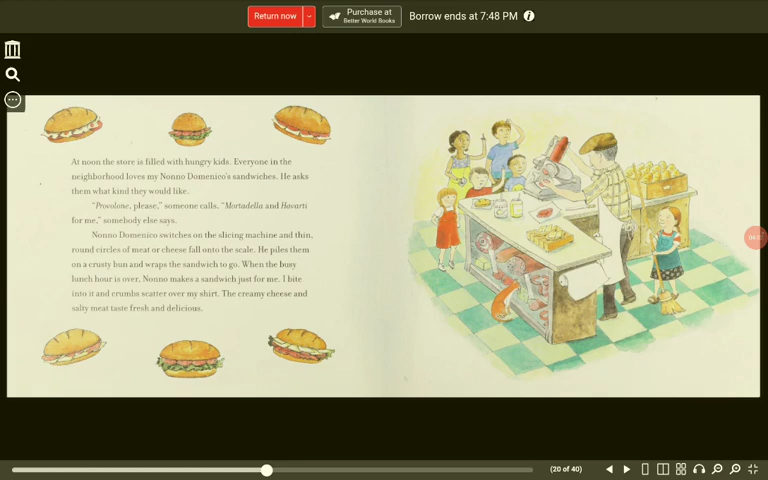 Return now
Purchase at
Better World Books
Borrow ends at 7:48 PM
At noon the store is filled with hungry kids. Everyone in the
neighborhood loves my Nonno Domenico's sandwiches. He asks
them what kind they would like.
"Provolone, please," someone calls. "Mortadella and Havarti
for me," somebody else says.
Nonno Domenico switches on the slicing machine and thin,
round circles of meat or cheese fall onto the scale. He piles them
on a crusty bun and wraps the sandwich to go. When the busy
lunch hour is over, Nonno makes a sandwich just for me. I bite
into it and crumbs scatter over my shirt. The creamy cheese and
salty meat taste fresh and delicious.
(20 of 40)